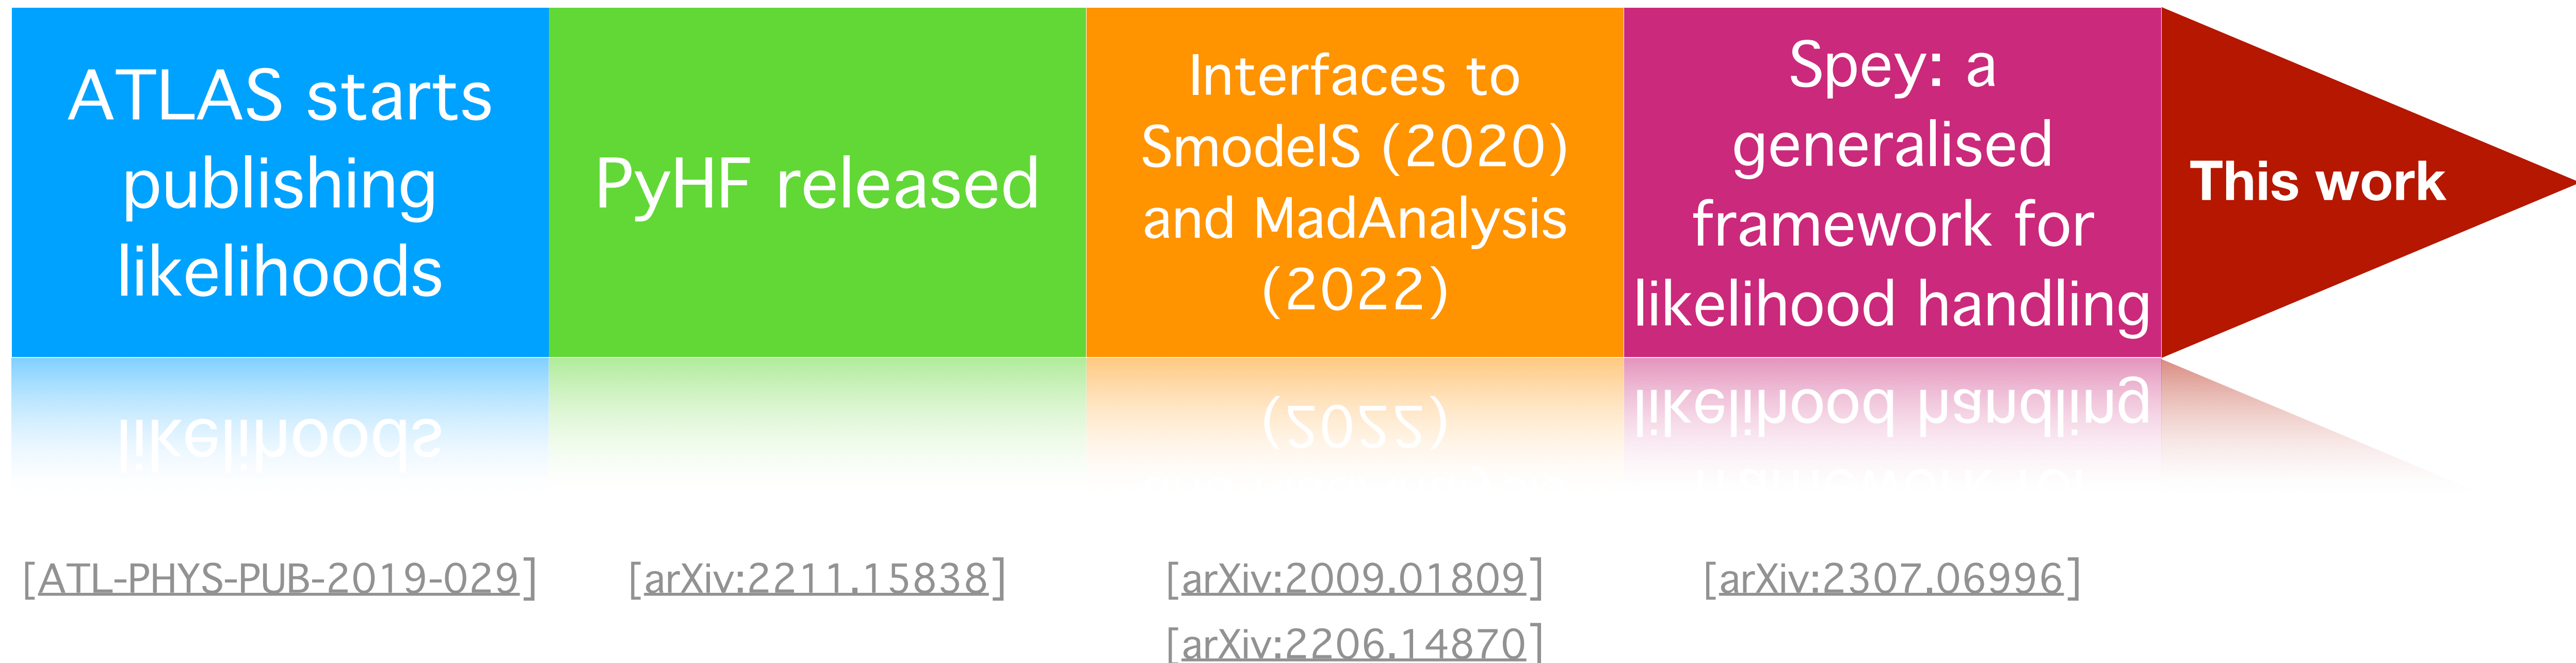 ATLAS starts
publishing
likelihoods
PyHF released
Interfaces to
SmodelS (2020)
and MadAnalysis
(2022)
Spey: a
generalised
framework for
likelihood handling
This work
[ATL-PHYS-PUB-2019-029]
[arXiv:2211.15838]
[arXiv:2009.01809]
[arXiv:2206.14870]
[arXiv:2307.06996]